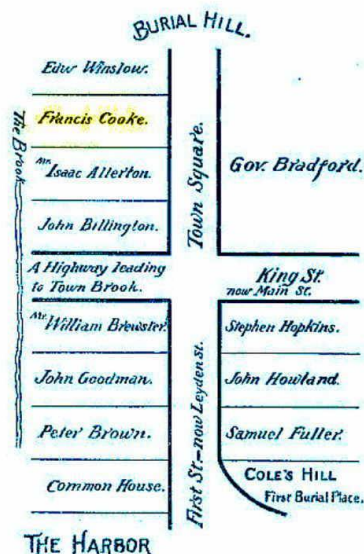 BURIAL HILL.
Edw Winslow.
Francis Cooke.
Mr. Isaac Allerton.
John Billington.
The Brook
Town Square.
Gov. Bradford.
A Highway leading
to Town Brook.
King St.
now Main St.
Mr. William Brewster.
John Goodman.
Peter Brown.
Common House.
First St-now Leyden St.
Stephen Hopkins.
John Howland.
Samuel Fuller.
COLE'S HILL
First Burial Place.
THE HARBOR